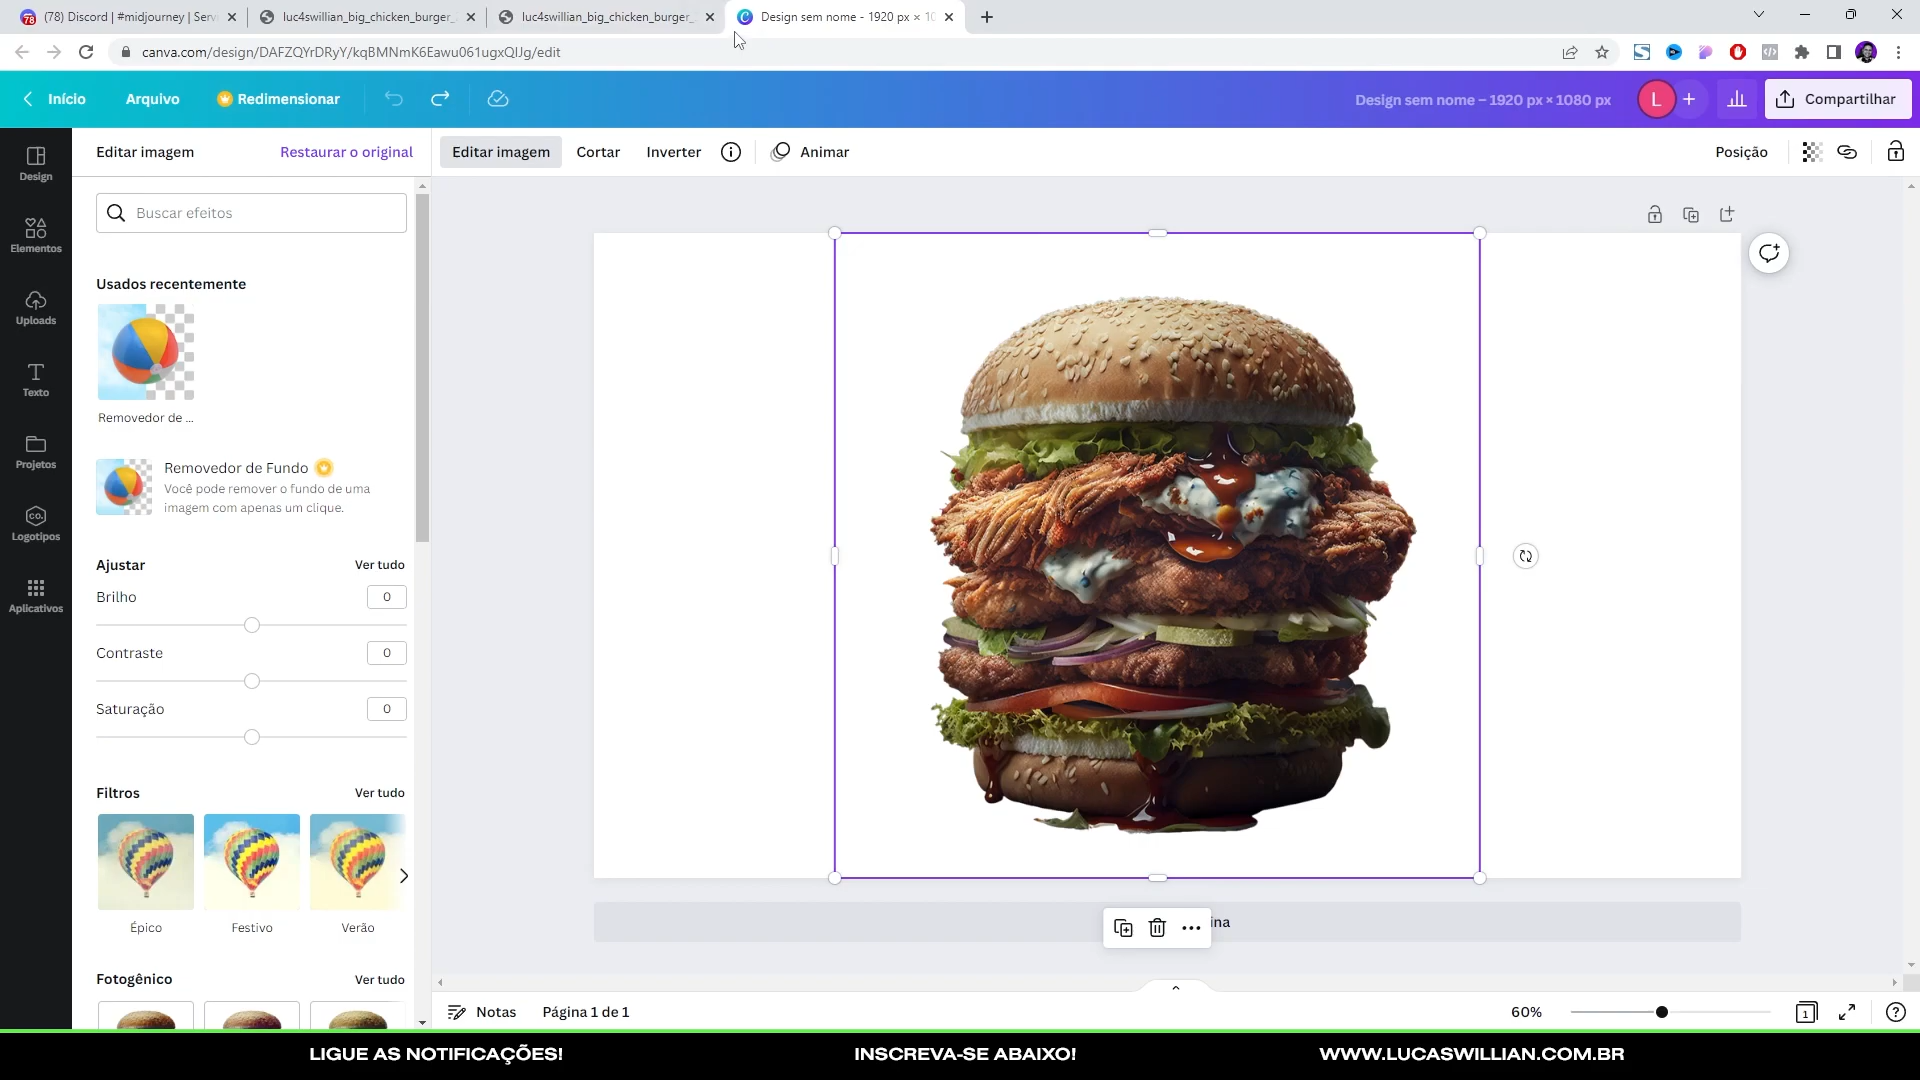 (78) Discord | #midjourney | Serv
luc4swillian_big_chicken_burger_
luc4swillian_big_chicken_burger_
Design sem nome - 1920 px × 10
canva.com/design/DAFZQYrDRyY/kqBMNmK6Eawu061ugxQIJg/edit
Início
Arquivo
Redimensionar
Design sem nome – 1920 px × 1080 px
L
Compartilhar
Editar imagem
Restaurar o original
Editar imagem
Cortar
Inverter
Animar
Posição
Design
Elementos
Uploads
Texto
Projetos
CO.
Logotipos
Aplicativos
Buscar efeitos
Usados recentemente
Removedor de ...
Removedor de Fundo
Você pode remover o fundo de uma
imagem com apenas um clique.
Ajustar
Ver tudo
Brilho
0
Contraste
0
Saturação
0
Filtros
Ver tudo
Épico
Festivo
Verão
Fotogênico
Ver tudo
ina
Notas
Página 1 de 1
60%
1
LIGUE AS NOTIFICAÇÕES!
INSCREVA-SE ABAIXO!
WWW.LUCASWILLIAN.COM.BR